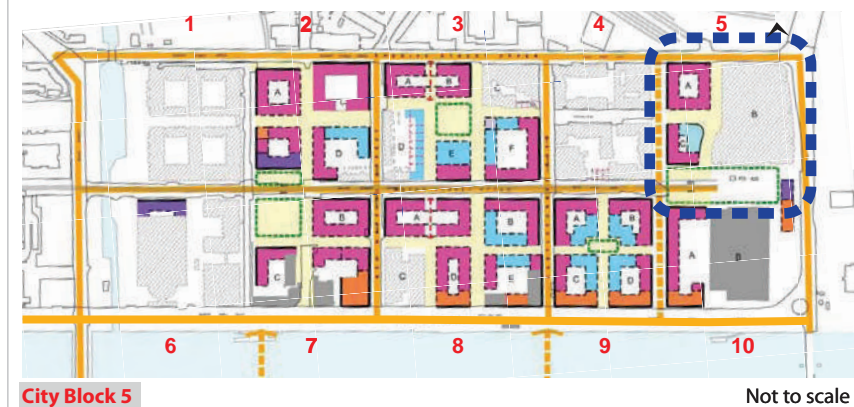 1 2 3 4 5
A C A B C A
B
D D E F C
B A B A B
A B
C C D E C D
6 7 8 9 10
City Block 5
Not to scale